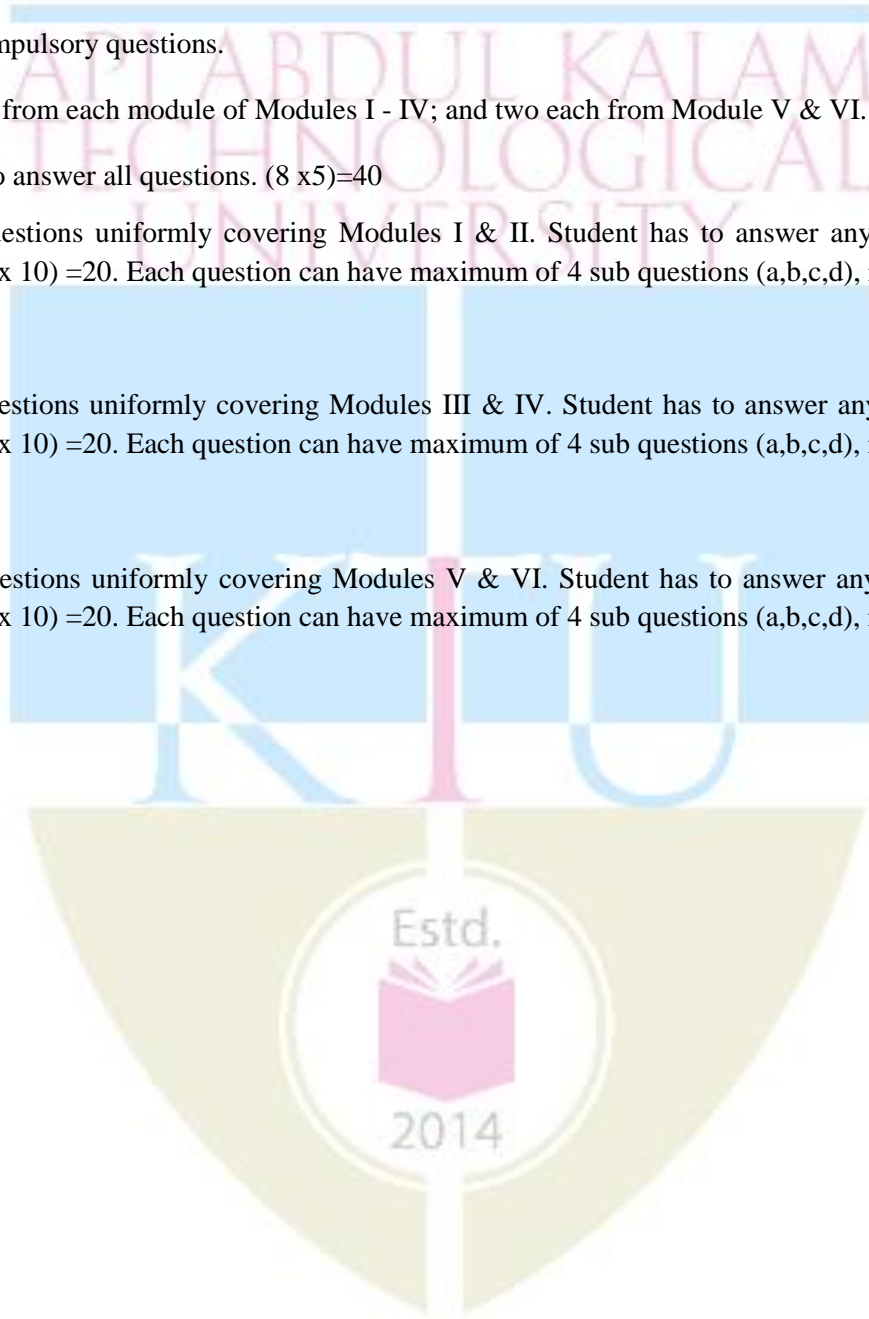 API ABDUL KALAM
TECHNOLOGICAL
UNIVERSITY
mpulsory questions.
from each module of Modules I - IV; and two each from Module V & VI.
o answer all questions. (8 x5)=40
estions uniformly covering Modules I & II. Student has to answer any
x 10) =20. Each question can have maximum of 4 sub questions (a,b,c,d),
estions uniformly covering Modules III & IV. Student has to answer any
x 10) =20. Each question can have maximum of 4 sub questions (a,b,c,d),
estions uniformly covering Modules V & VI. Student has to answer any
x 10) =20. Each question can have maximum of 4 sub questions (a,b,c,d),
KTU
Estd.
2014